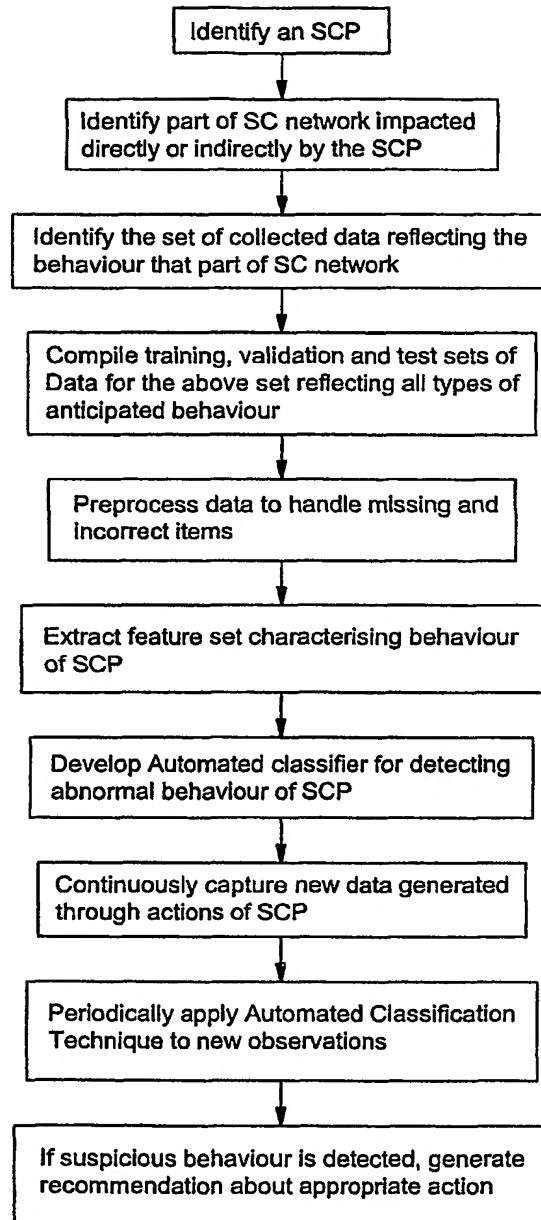 Identify an SCP
Identify part of SC network impacted
directly or indirectly by the SCP
Identify the set of collected data reflecting the
behaviour that part of SC network
Compile training, validation and test sets of
Data for the above set reflecting all types of
anticipated behaviour
Preprocess data to handle missing and
incorrect items
Extract feature set characterising behaviour
of SCP
Develop Automated classifier for detecting
abnormal behaviour of SCP
Continuously capture new data generated
through actions of SCP
Periodically apply Automated Classification
Technique to new observations
If suspicious behaviour is detected, generate
recommendation about appropriate action